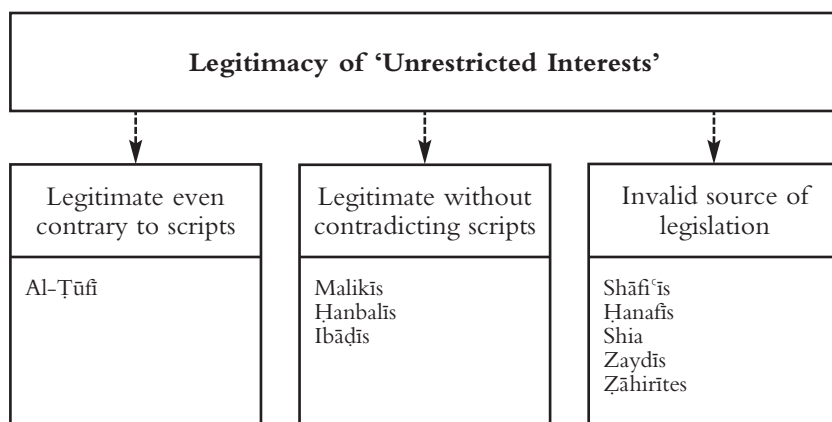 Legitimacy of ‘Unrestricted Interests’
Legitimate even
contrary to scripts
Al-Ṭūfī
Legitimate without
contradicting scripts
Malikīs
Ḥanbalīs
Ibāḍīs
Invalid source of
legislation
Shāfiʿīs
Ḥanafīs
Shia
Zaydīs
Ẓāhirītes